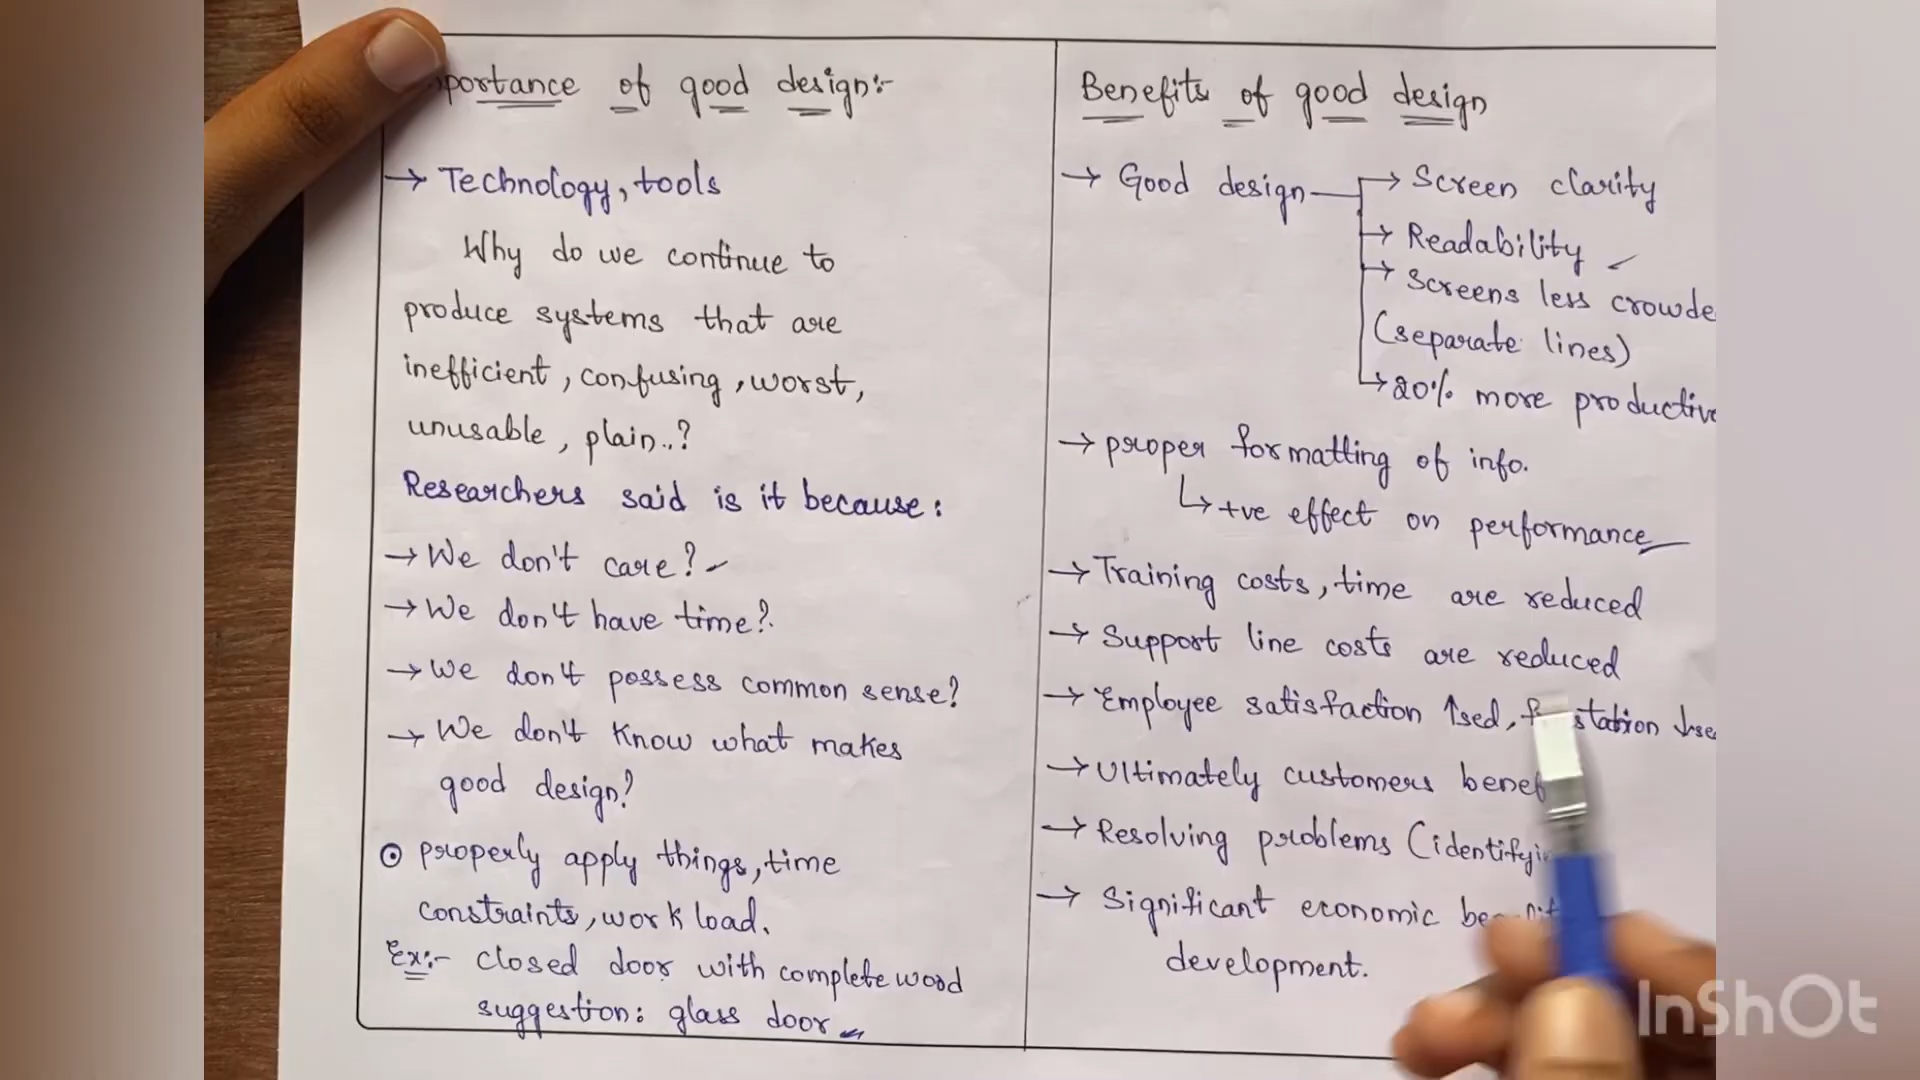 portance of good design:-
→ Technology, tools
Why do we continue to
produce systems that are
inefficient, confusing, worst,
unusable, plain..?
Researchers said is it because:
→ We don't care?
→ We don't have time?
→ We don't possess common sense?
→ We don't know what makes
good design?
⊙ properly apply things, time
constraints, work load.
Ex:- closed door with complete wood
suggestion: glass door
Benefits of good design
→ Good design → Screen clarity
→ Readability
→ Screens less crowde
(separate lines)
→ 20% more productive
→ proper formatting of info.
↳ +ve effect on performance
→ Training costs, time are reduced
→ Support line costs are reduced
→ Employee satisfaction ↑sed, station ↓se
→ Ultimately customers benef
→ Resolving problems (identifyi
→ Significant economic
development.
InShOt